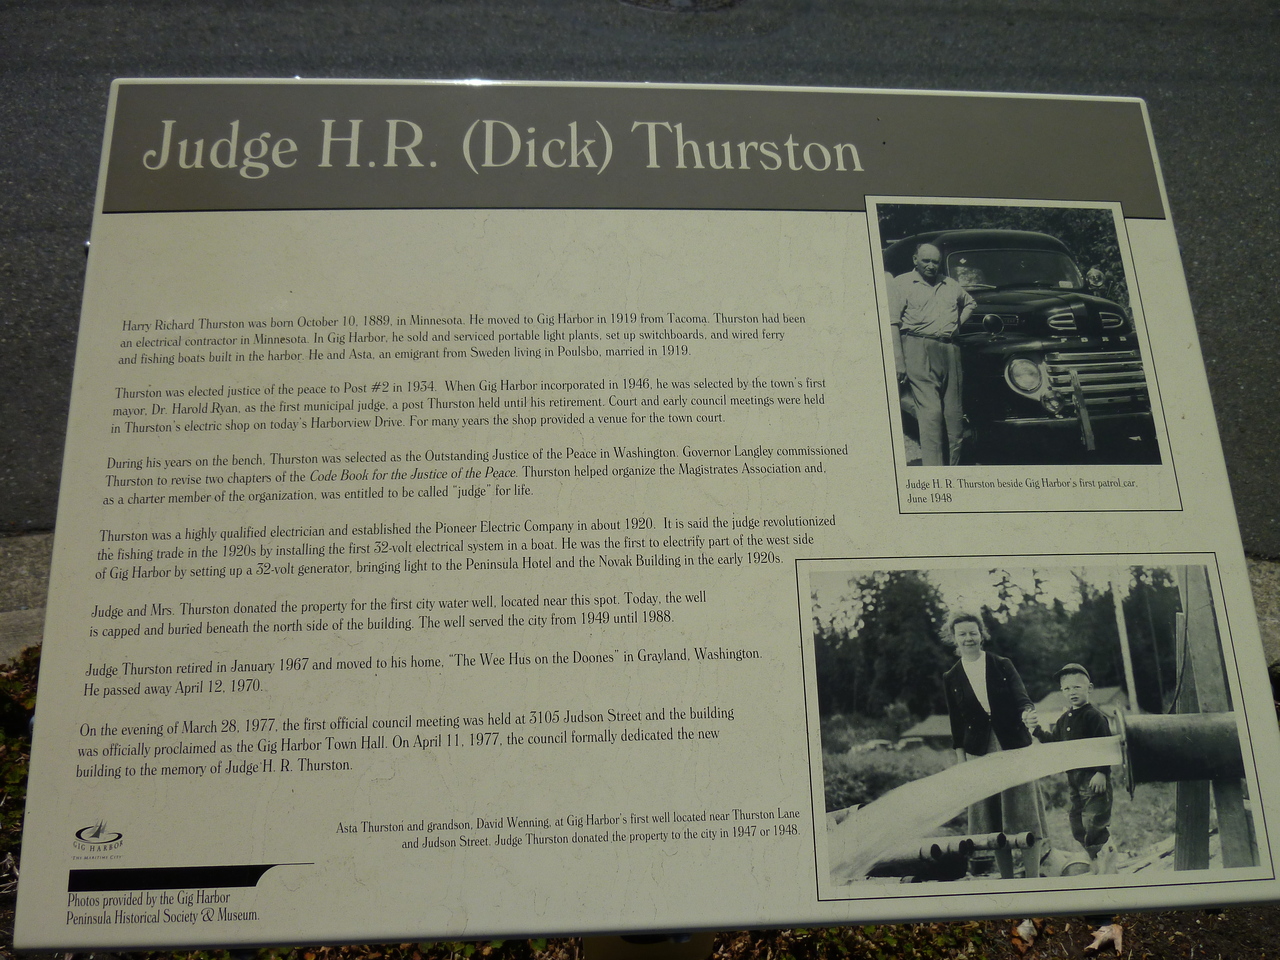 Judge H.R. (Dick) Thurston
Harry Richard Thurston was born October 10, 1889, in Minnesota. He moved to Gig Harbor in 1919 from Tacoma. Thurston had been
an electrical contractor in Minnesota. In Gig Harbor, he sold and serviced portable light plants, set up switchboards, and wired ferry
and fishing boats built in the harbor. He and Asta, an emigrant from Sweden living in Poulsbo, married in 1919.
Thurston was elected justice of the peace to Post #2 in 1934. When Gig Harbor incorporated in 1946, he was selected by the town's first
mayor, Dr. Harold Ryan, as the first municipal judge, a post Thurston held until his retirement. Court and early council meetings were held
in Thurston's electric shop on today's Harborview Drive. For many years the shop provided a venue for the town court.
During his years on the bench, Thurston was selected as the Outstanding Justice of the Peace in Washington. Governor Langley commissioned
Thurston to revise two chapters of the Code Book for the Justice of the Peace. Thurston helped organize the Magistrates Association and,
as a charter member of the organization, was entitled to be called "judge" for life.
Thurston was a highly qualified electrician and established the Pioneer Electric Company in about 1920. It is said the judge revolutionized
the fishing trade in the 1920s by installing the first 32-volt electrical system in a boat. He was the first to electrify part of the west side
of Gig Harbor by setting up a 32-volt generator, bringing light to the Peninsula Hotel and the Novak Building in the early 1920s.
Judge and Mrs. Thurston donated the property for the first city water well, located near this spot. Today, the well
is capped and buried beneath the north side of the building. The well served the city from 1949 until 1988.
Judge Thurston retired in January 1967 and moved to his home, "The Wee Hus on the Doones" in Grayland, Washington.
He passed away April 12, 1970.
On the evening of March 28, 1977, the first official council meeting was held at 3105 Judson Street and the building
was officially proclaimed as the Gig Harbor Town Hall. On April 11, 1977, the council formally dedicated the new
building to the memory of Judge H. R. Thurston.
Judge H. R. Thurston beside Gig Harbor's first patrol car,
June 1948
FORD
Asta Thurston and grandson, David Wenning, at Gig Harbor's first well located near Thurston Lane
and Judson Street. Judge Thurston donated the property to the city in 1947 or 1948.
GIG HARBOR
"THE MARITIME CITY"
Photos provided by the Gig Harbor
Peninsula Historical Society & Museum.